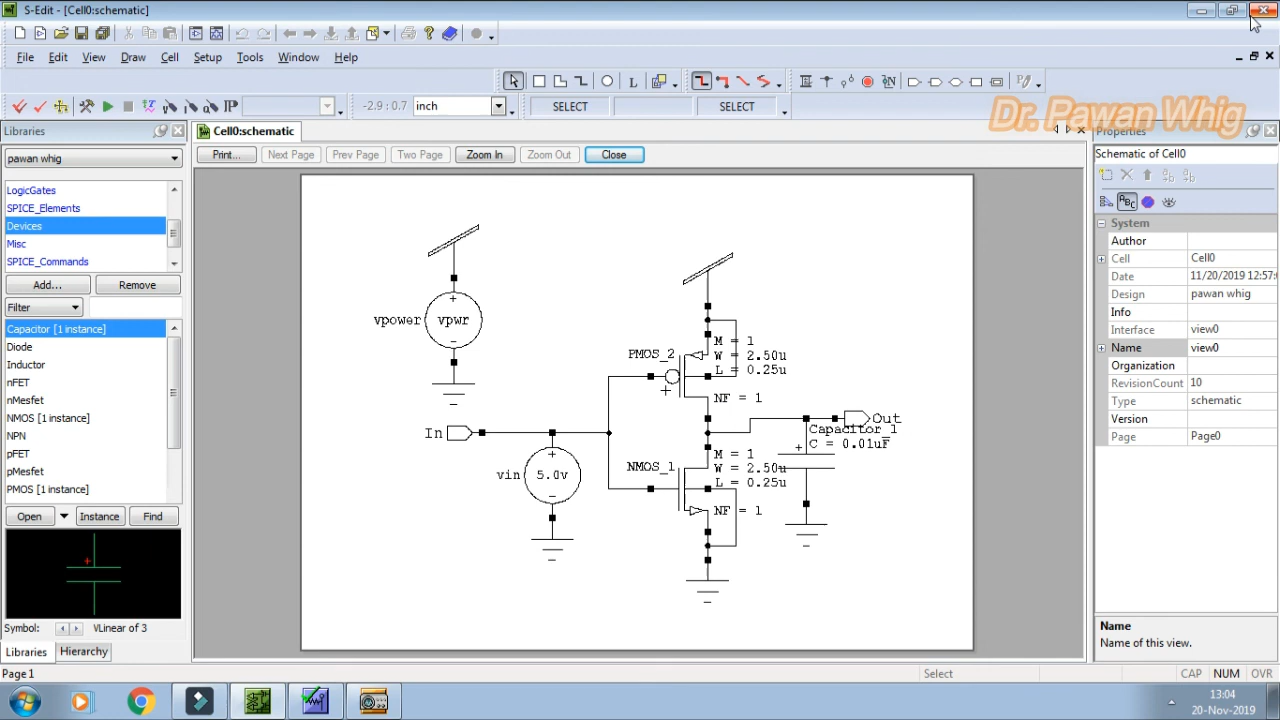 S-Edit - [Cell0:schematic]
File Edit View Draw Cell Setup Tools Window Help
-2.9 : 0.7 inch SELECT SELECT
Dr. Pawan Whig
Libraries
pawan whig
LogicGates
SPICE_Elements
Devices
Misc
SPICE_Commands
Add... Remove
Filter
Capacitor [1 instance]
Diode
Inductor
nFET
nMesfet
NMOS [1 instance]
NPN
pFET
pMesfet
PMOS [1 instance]
Open Instance Find
Symbol: VLinear of 3
Libraries Hierarchy
Cell0:schematic
Print... Next Page Prev Page Two Page Zoom In Zoom Out Close
vpower vpwr
PMOS_2
M = 1
W = 2.50u
L = 0.25u
NF = 1
In
vin 5.0v
Out
Capacitor_1
C = 0.01uF
NMOS_1
M = 1
W = 2.50u
L = 0.25u
NF = 1
Properties
Schematic of Cell0
System
Author
Cell Cell0
Date 11/20/2019 12:57:
Design pawan whig
Info
Interface view0
Name view0
Organization
RevisionCount 10
Type schematic
Version
Page Page0
Name
Name of this view.
Page 1 Select CAP NUM OVR
13:04
20-Nov-2019